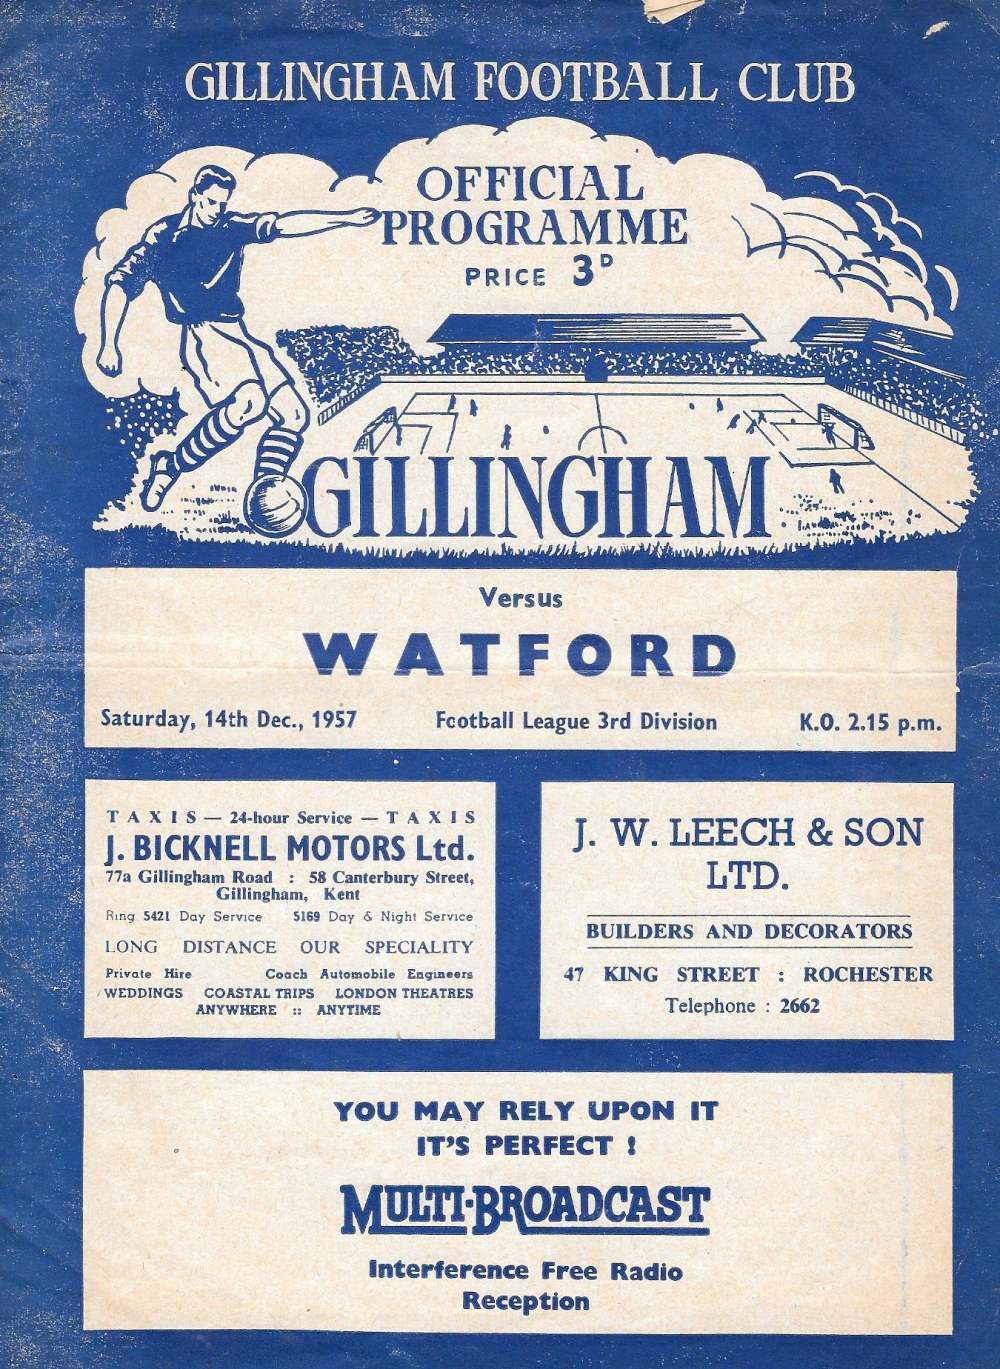 GILLINGHAM FOOTBALL CLUB
OFFICIAL
PROGRAMME
PRICE 3D
GILLINGHAM
Versus
WATFORD
Saturday, 14th Dec., 1957 Football League 3rd Division K.O. 2.15 p.m.
TAXIS — 24-hour Service — TAXIS
J. BICKNELL MOTORS Ltd.
77a Gillingham Road : 58 Canterbury Street,
Gillingham, Kent
Ring 5421 Day Service 5169 Day & Night Service
LONG DISTANCE OUR SPECIALITY
Private Hire Coach Automobile Engineers
WEDDINGS COASTAL TRIPS LONDON THEATRES
ANYWHERE :: ANYTIME
J. W. LEECH & SON
LTD.
BUILDERS AND DECORATORS
47 KING STREET : ROCHESTER
Telephone : 2662
YOU MAY RELY UPON IT
IT'S PERFECT !
MULTI-BROADCAST
Interference Free Radio
Reception